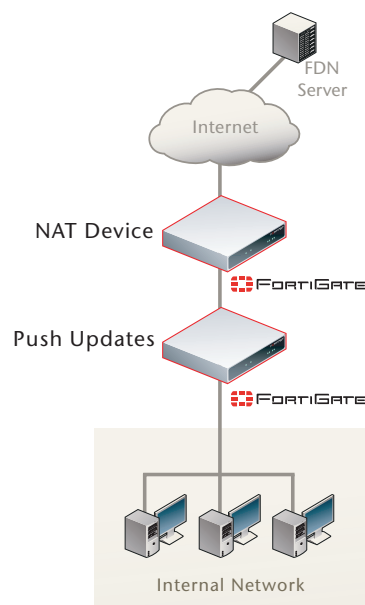 FDN
Server
Internet
NAT Device
FORTIGATE
Push Updates
FORTIGATE
Internal Network